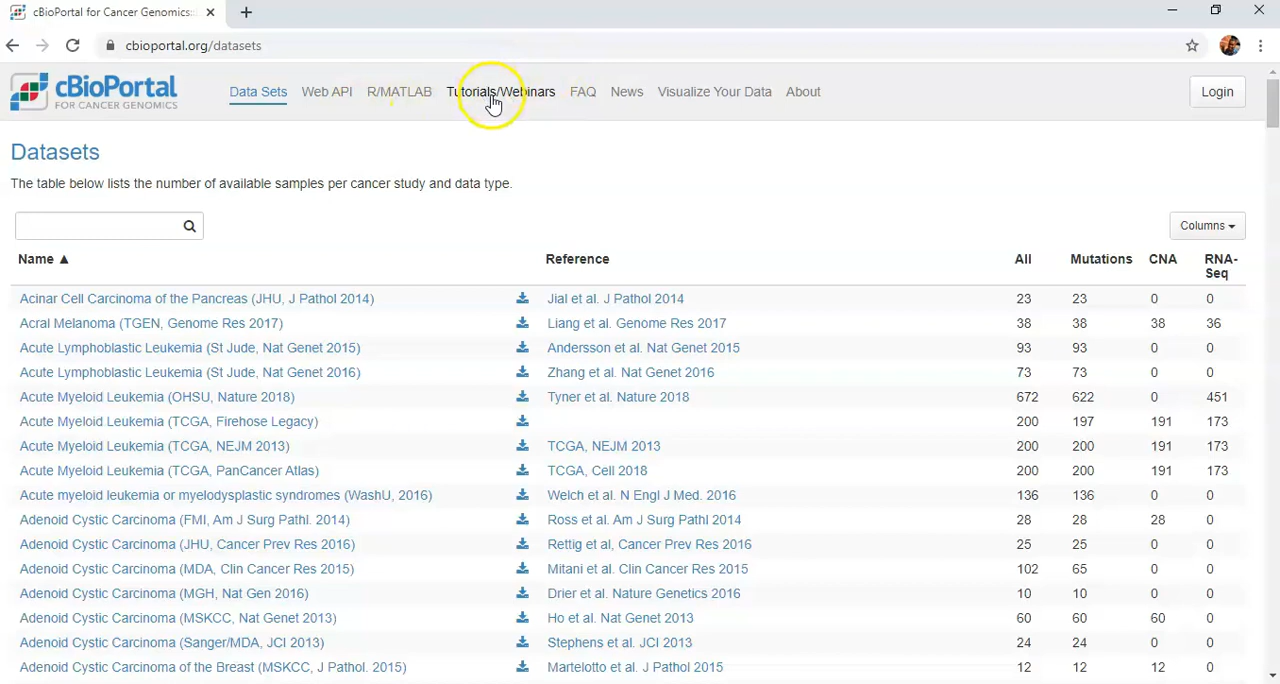 cBioPortal for Cancer Genomics::
cbioportal.org/datasets
cBioPortal
FOR CANCER GENOMICS
Data Sets Web API R/MATLAB Tutorials/Webinars FAQ News Visualize Your Data About Login
Datasets
The table below lists the number of available samples per cancer study and data type.
Columns
Name ▲ Reference All Mutations CNA RNA-
Seq
Acinar Cell Carcinoma of the Pancreas (JHU, J Pathol 2014) Jial et al. J Pathol 2014 23 23 0 0
Acral Melanoma (TGEN, Genome Res 2017) Liang et al. Genome Res 2017 38 38 38 36
Acute Lymphoblastic Leukemia (St Jude, Nat Genet 2015) Andersson et al. Nat Genet 2015 93 93 0 0
Acute Lymphoblastic Leukemia (St Jude, Nat Genet 2016) Zhang et al. Nat Genet 2016 73 73 0 0
Acute Myeloid Leukemia (OHSU, Nature 2018) Tyner et al. Nature 2018 672 622 0 451
Acute Myeloid Leukemia (TCGA, Firehose Legacy) 200 197 191 173
Acute Myeloid Leukemia (TCGA, NEJM 2013) TCGA, NEJM 2013 200 200 191 173
Acute Myeloid Leukemia (TCGA, PanCancer Atlas) TCGA, Cell 2018 200 200 191 173
Acute myeloid leukemia or myelodysplastic syndromes (WashU, 2016) Welch et al. N Engl J Med. 2016 136 136 0 0
Adenoid Cystic Carcinoma (FMI, Am J Surg Pathl. 2014) Ross et al. Am J Surg Pathl 2014 28 28 28 0
Adenoid Cystic Carcinoma (JHU, Cancer Prev Res 2016) Rettig et al, Cancer Prev Res 2016 25 25 0 0
Adenoid Cystic Carcinoma (MDA, Clin Cancer Res 2015) Mitani et al. Clin Cancer Res 2015 102 65 0 0
Adenoid Cystic Carcinoma (MGH, Nat Gen 2016) Drier et al. Nature Genetics 2016 10 10 0 0
Adenoid Cystic Carcinoma (MSKCC, Nat Genet 2013) Ho et al. Nat Genet 2013 60 60 60 0
Adenoid Cystic Carcinoma (Sanger/MDA, JCI 2013) Stephens et al. JCI 2013 24 24 0 0
Adenoid Cystic Carcinoma of the Breast (MSKCC, J Pathol. 2015) Martelotto et al. J Pathol 2015 12 12 12 0